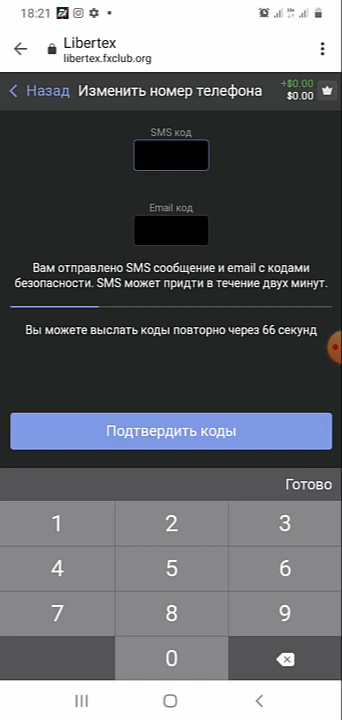 18:21
Libertex
libertex.fxclub.org
Назад Изменить номер телефона
+$0.00
$0.00
SMS код
Email код
Вам отправлено SMS сообщение и email с кодами
безопасности. SMS может придти в течение двух минут.
Вы можете выслать коды повторно через 66 секунд
Подтвердить коды
Готово
1 2 3
4 5 6
7 8 9
0